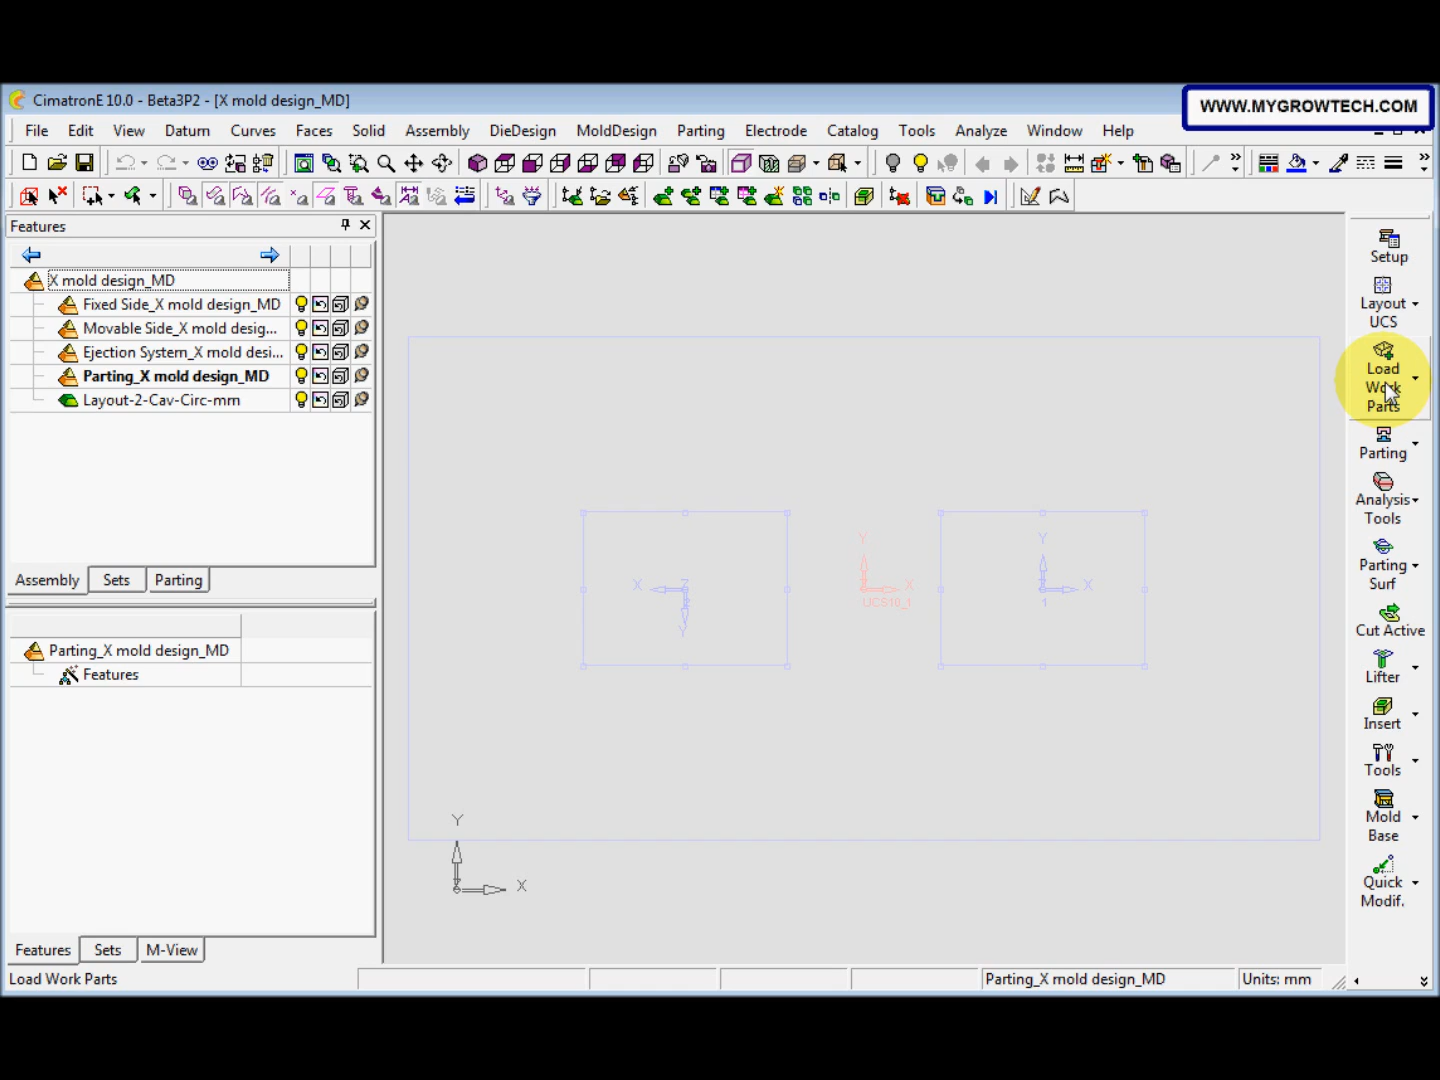 CimatronE 10.0 - Beta3P2 - [X mold design_MD]
WWW.MYGROWTECH.COM
File Edit View Datum Curves Faces Solid Assembly DieDesign MoldDesign Parting Electrode Catalog Tools Analyze Window Help
Features
X mold design_MD
Fixed Side_X mold design_MD
Movable Side_X mold desig...
Ejection System_X mold desi...
Parting_X mold design_MD
Layout-2-Cav-Circ-mm
Assembly Sets Parting
Parting_X mold design_MD
Features
Features Sets M-View
X
Z
Y
Y
X
UCS10_1
Y
X
1
Y
X
Setup
Layout
UCS
Load
Work
Parts
Parting
Analysis
Tools
Parting
Surf
Cut Active
Lifter
Insert
Tools
Mold
Base
Quick
Modif.
Load Work Parts
Parting_X mold design_MD
Units: mm